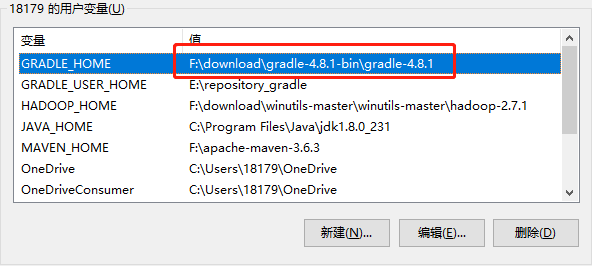 18179 的用户变量(U)
变量 值
GRADLE_HOME F:\download\gradle-4.8.1-bin\gradle-4.8.1
GRADLE_USER_HOME E:\repository_gradle
HADOOP_HOME F:\download\winutils-master\winutils-master\hadoop-2.7.1
JAVA_HOME C:\Program Files\Java\jdk1.8.0_231
MAVEN_HOME F:\apache-maven-3.6.3
OneDrive C:\Users\18179\OneDrive
OneDriveConsumer C:\Users\18179\OneDrive
新建(N)... 编辑(E)... 删除(D)